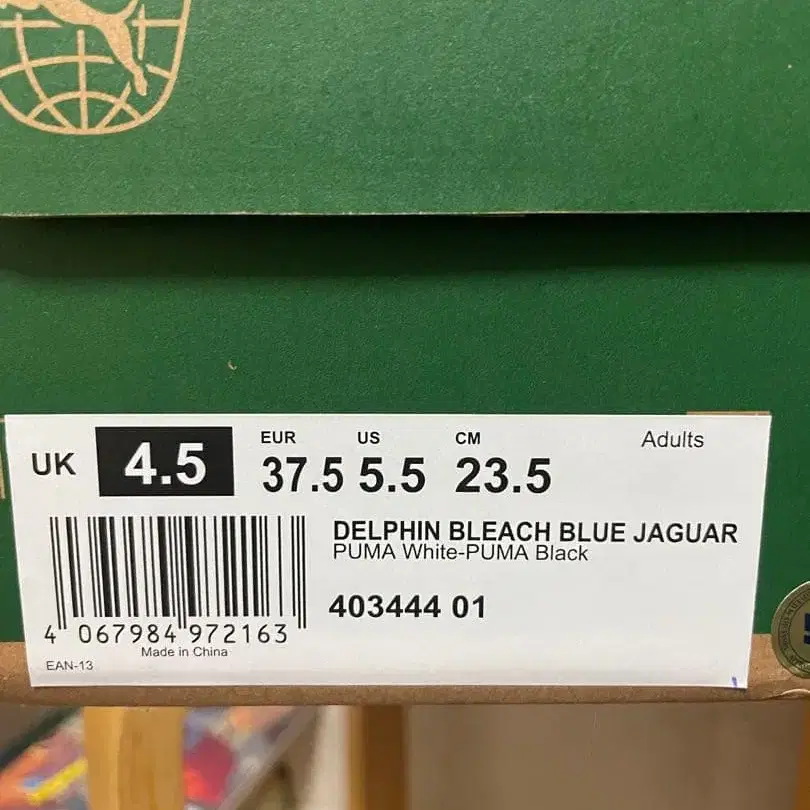 UK 4.5
EUR US CM
37.5 5.5 23.5
Adults
DELPHIN BLEACH BLUE JAGUAR
PUMA White-PUMA Black
403444 01
4 067984 972163
Made in China
EAN-13